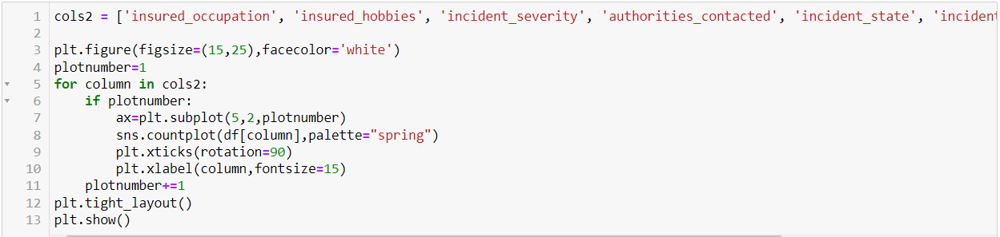 1 cols2 = ['insured_occupation', 'insured_hobbies', 'incident_severity', 'authorities_contacted', 'incident_state', 'incident
2
3 plt.figure(figsize=(15,25),facecolor='white')
4 plotnumber=1
5 for column in cols2:
6     if plotnumber:
7         ax=plt.subplot(5,2,plotnumber)
8         sns.countplot(df[column],palette="spring")
9         plt.xticks(rotation=90)
10         plt.xlabel(column,fontsize=15)
11     plotnumber+=1
12 plt.tight_layout()
13 plt.show()